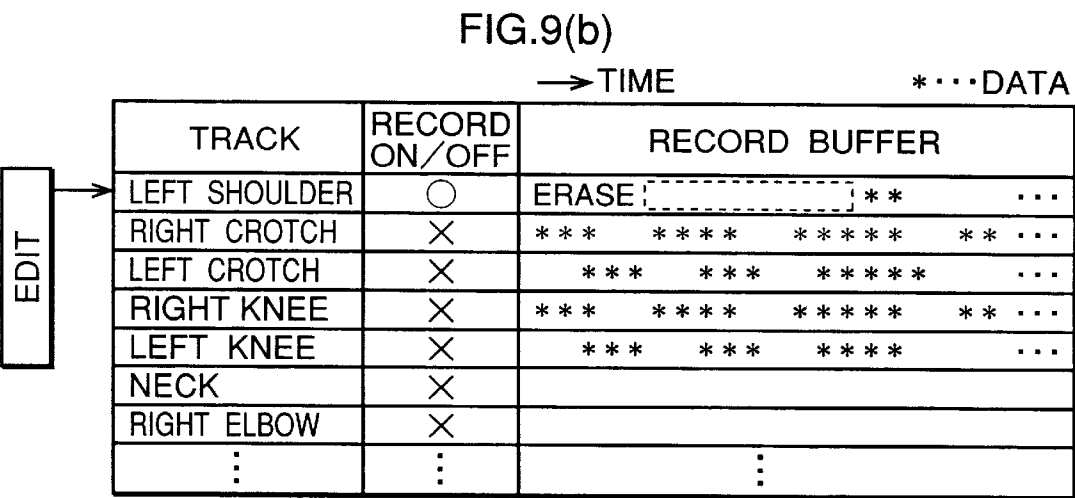 FIG.9(b)
→TIME *···DATA
TRACK RECORD ON/OFF RECORD BUFFER
EDIT
LEFT SHOULDER ○ ERASE ** ···
RIGHT CROTCH × *** **** ***** ** ···
LEFT CROTCH × *** *** ***** ···
RIGHT KNEE × *** **** ***** ** ···
LEFT KNEE × *** *** **** ···
NECK ×
RIGHT ELBOW ×
⋮ ⋮ ⋮